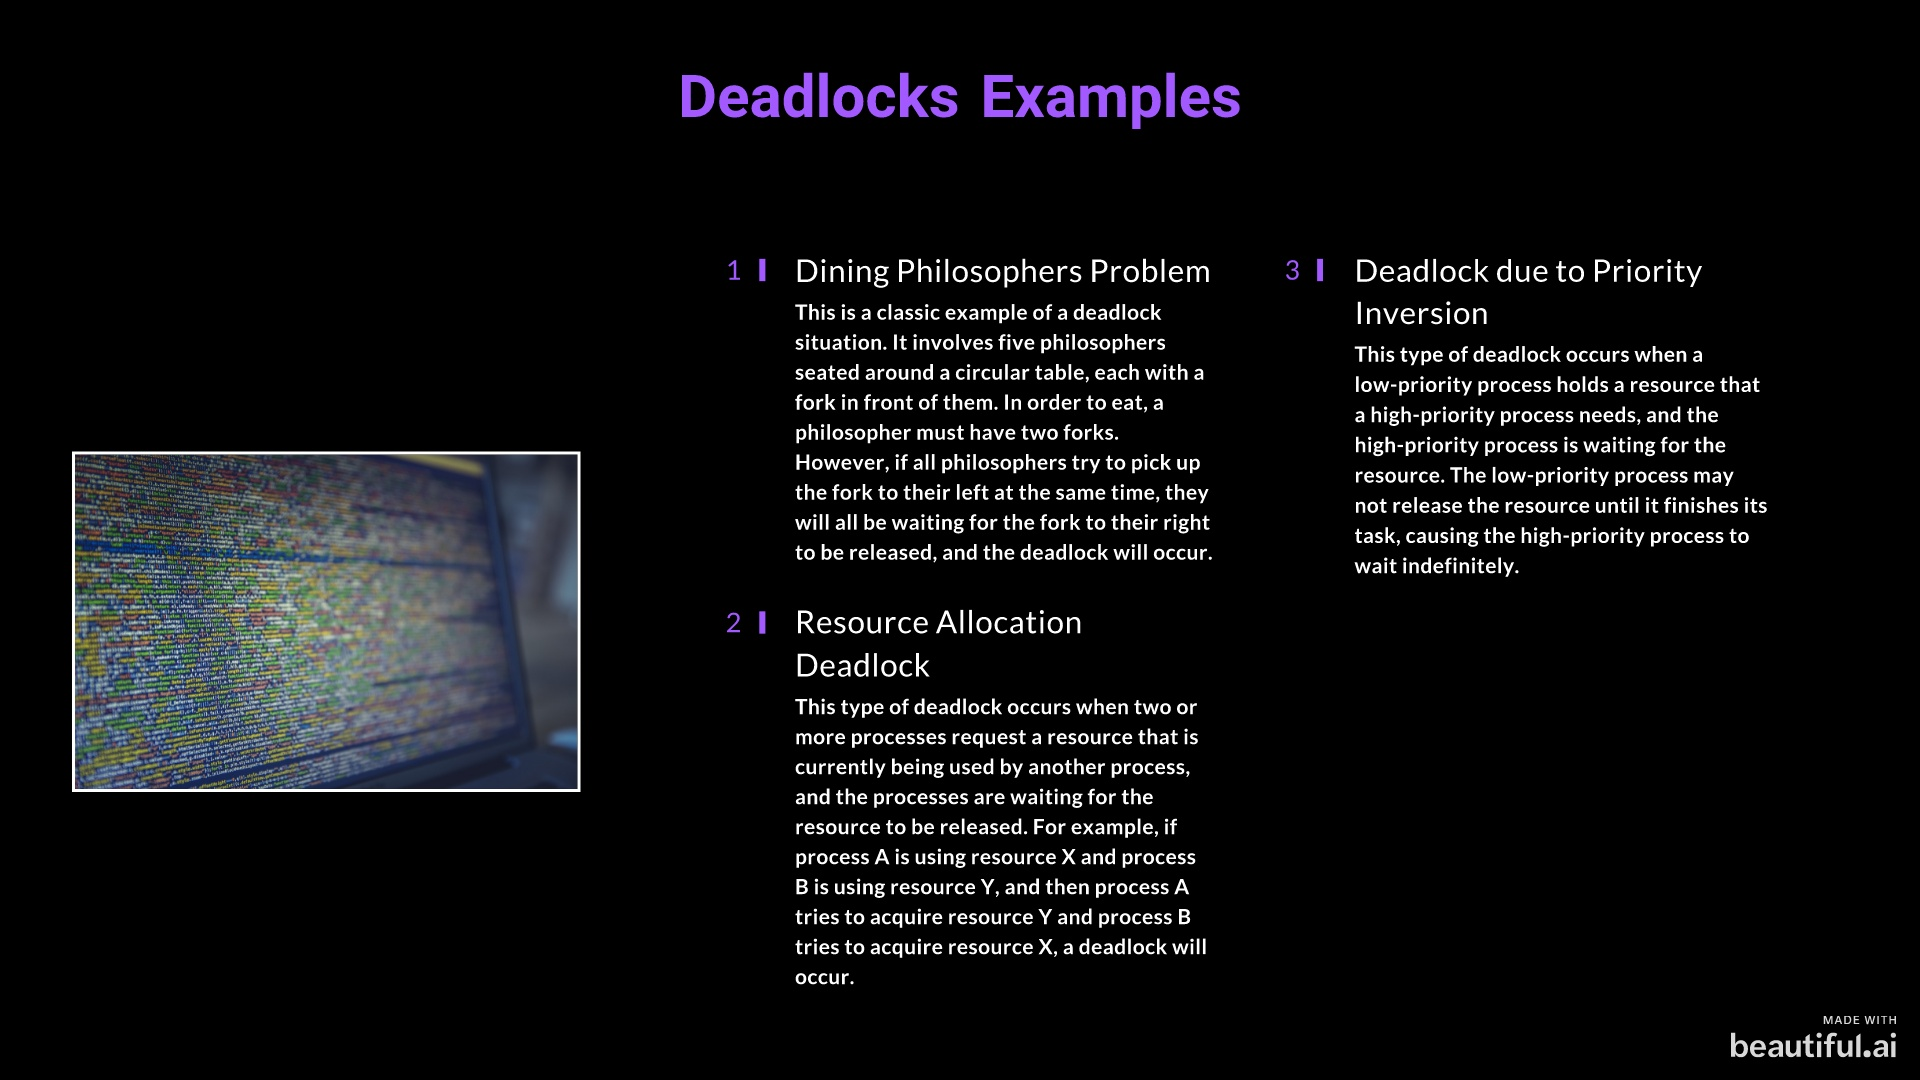 Deadlocks Examples
1
Dining Philosophers Problem
This is a classic example of a deadlock
situation. It involves five philosophers
seated around a circular table, each with a
fork in front of them. In order to eat, a
philosopher must have two forks.
However, if all philosophers try to pick up
the fork to their left at the same time, they
will all be waiting for the fork to their right
to be released, and the deadlock will occur.
2
Resource Allocation
Deadlock
This type of deadlock occurs when two or
more processes request a resource that is
currently being used by another process,
and the processes are waiting for the
resource to be released. For example, if
process A is using resource X and process
B is using resource Y, and then process A
tries to acquire resource Y and process B
tries to acquire resource X, a deadlock will
occur.
3
Deadlock due to Priority
Inversion
This type of deadlock occurs when a
low-priority process holds a resource that
a high-priority process needs, and the
high-priority process is waiting for the
resource. The low-priority process may
not release the resource until it finishes its
task, causing the high-priority process to
wait indefinitely.
MADE WITH
beautiful.ai